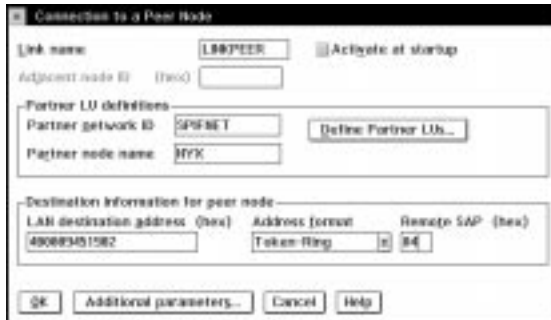 Connection to a Peer Node
Link name LINKPEER Activate at startup
Adjacent node ID (hex)
Partner LU definitions
Partner network ID SPIFNET Define Partner LUs...
Partner node name NYX
Destination information for peer node
LAN destination address (hex) Address format Remote SAP (hex)
Token-Ring 04
OK Additional parameters... Cancel Help